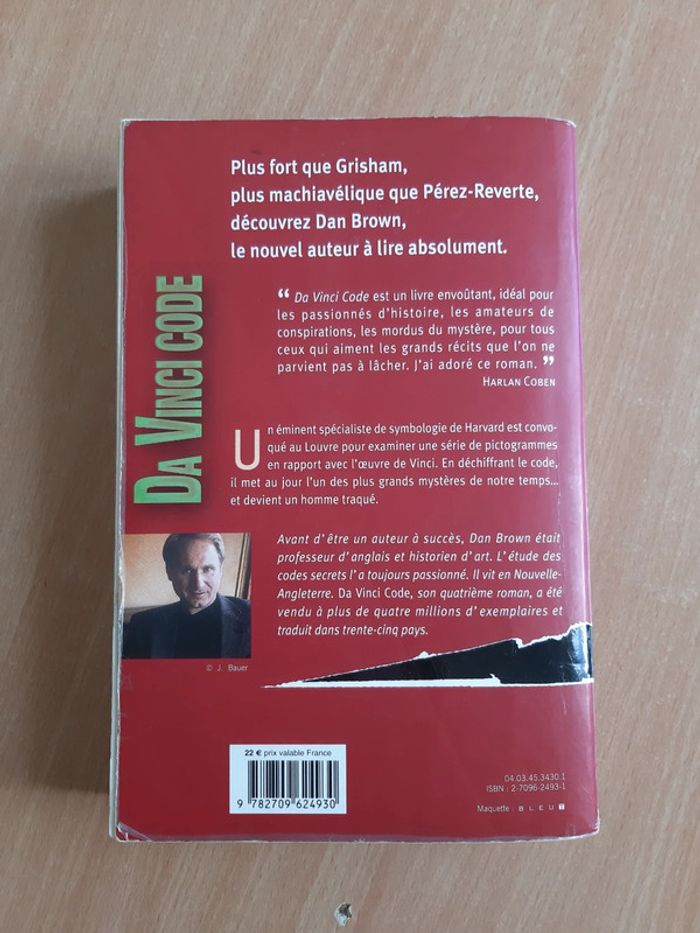 Plus fort que Grisham,
plus machiavélique que Pérez-Reverte,
découvrez Dan Brown,
le nouvel auteur à lire absolument.
DA VINCI CODE
“ Da Vinci Code est un livre envoûtant, idéal pour
les passionnés d'histoire, les amateurs de
conspirations, les mordus du mystère, pour tous
ceux qui aiment les grands récits que l'on ne
parvient pas à lâcher. J'ai adoré ce roman. ”
HARLAN COBEN
Un éminent spécialiste de symbologie de Harvard est convo-
qué au Louvre pour examiner une série de pictogrammes
en rapport avec l'œuvre de Vinci. En déchiffrant le code,
il met au jour l'un des plus grands mystères de notre temps...
et devient un homme traqué.
Avant d'être un auteur à succès, Dan Brown était
professeur d'anglais et historien d'art. L'étude des
codes secrets l'a toujours passionné. Il vit en Nouvelle-
Angleterre. Da Vinci Code, son quatrième roman, a été
vendu à plus de quatre millions d'exemplaires et
traduit dans trente-cinq pays.
© J. Bauer
22 € prix valable France
9 782709 624930
04.03.45.3430.1
ISBN : 2-7096-2493-1
Maquette : BLEUT